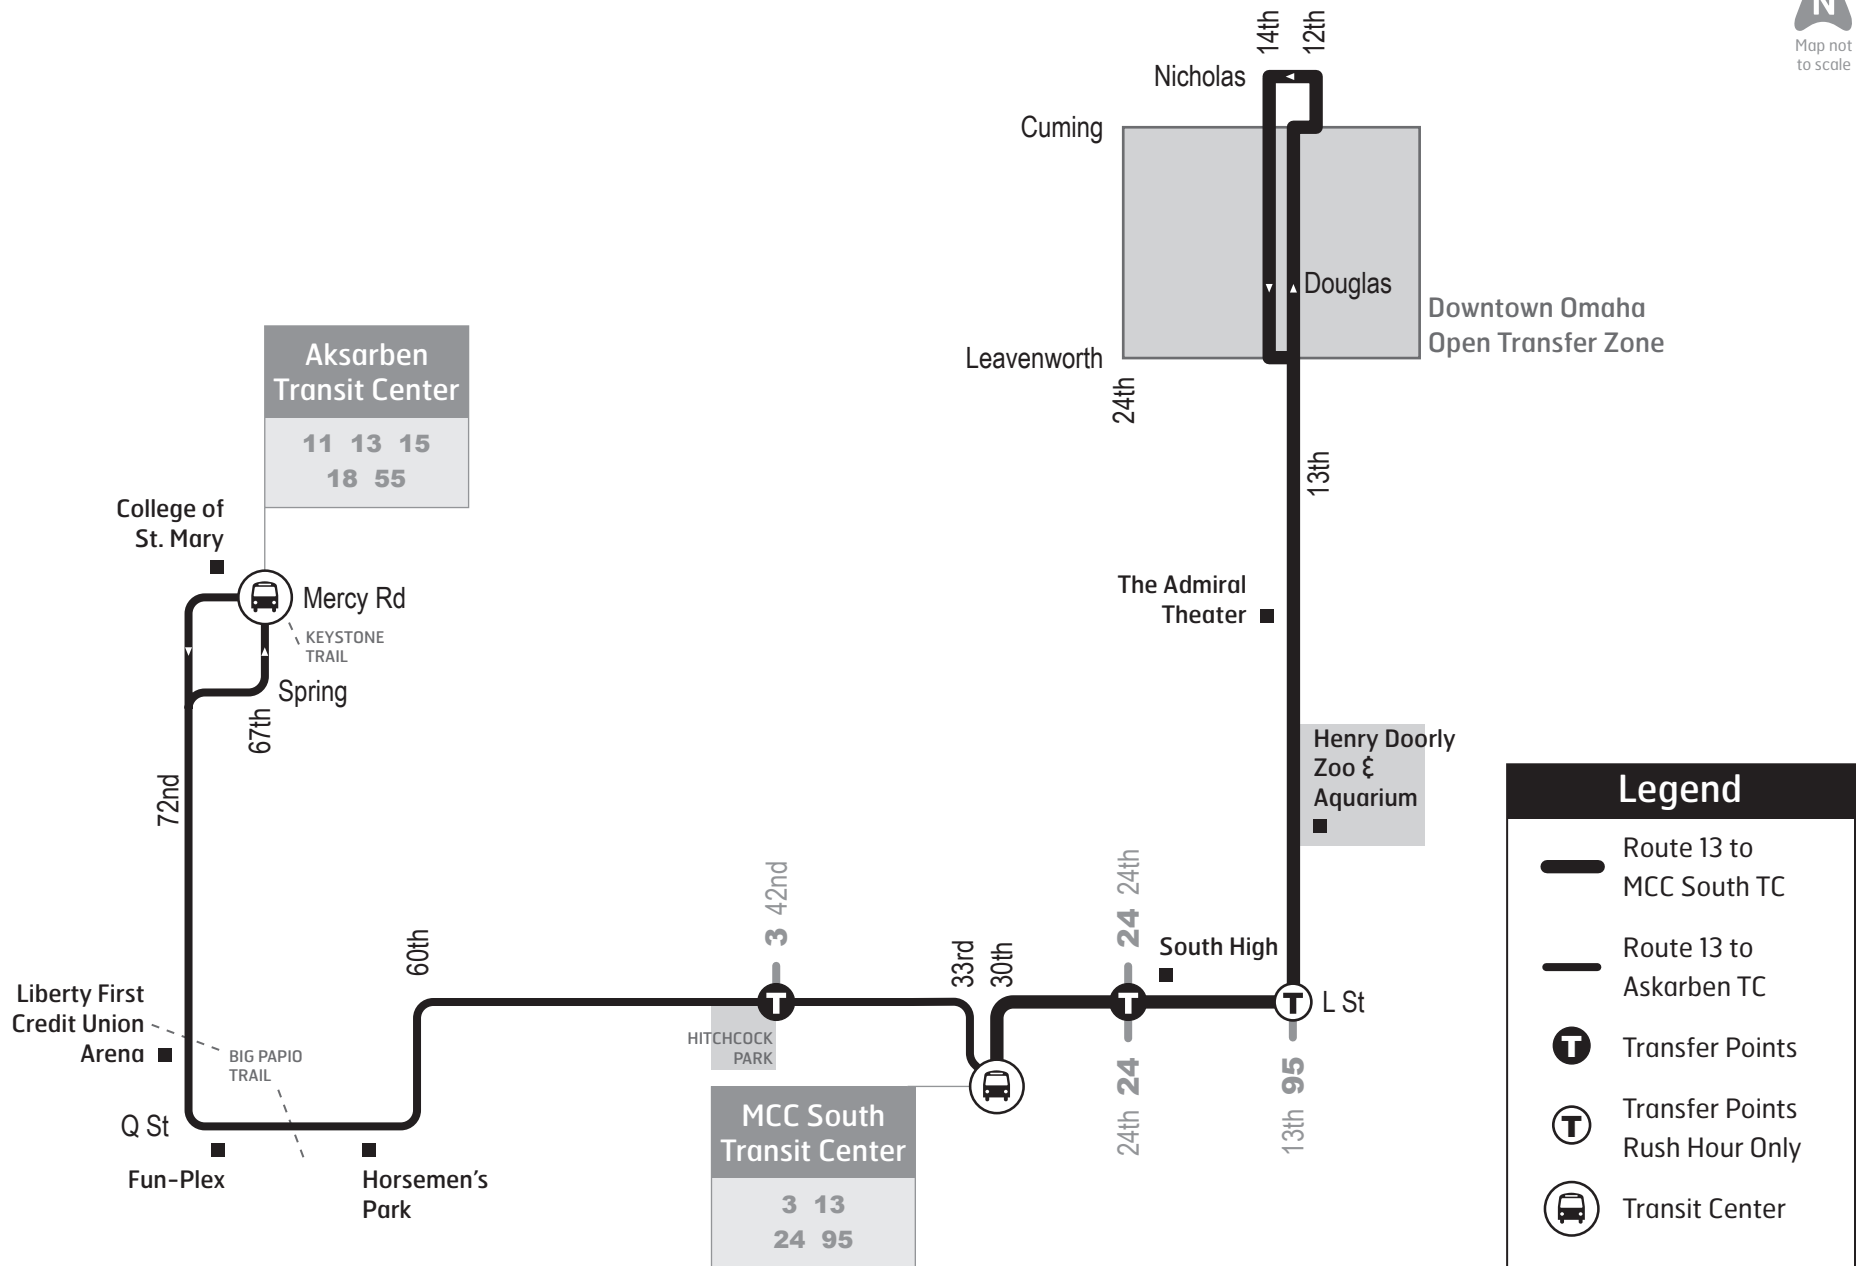 N
Map not
to scale
14th
12th
Nicholas
Cuming
Douglas
Downtown Omaha
Open Transfer Zone
Leavenworth
24th
13th
Aksarben
Transit Center
11 13 15
18 55
College of
St. Mary
Mercy Rd
KEYSTONE
TRAIL
Spring
67th
72nd
The Admiral
Theater
Henry Doorly
Zoo &
Aquarium
60th
3 42nd
33rd
30th
24 24th
South High
T
T
T
L St
HITCHCOCK
PARK
24th 24
13th 95
Liberty First
Credit Union
Arena
BIG PAPIO
TRAIL
Q St
Fun-Plex
Horsemen's
Park
MCC South
Transit Center
3 13
24 95
Legend
Route 13 to
MCC South TC
Route 13 to
Askarben TC
T Transfer Points
T Transfer Points
Rush Hour Only
Transit Center